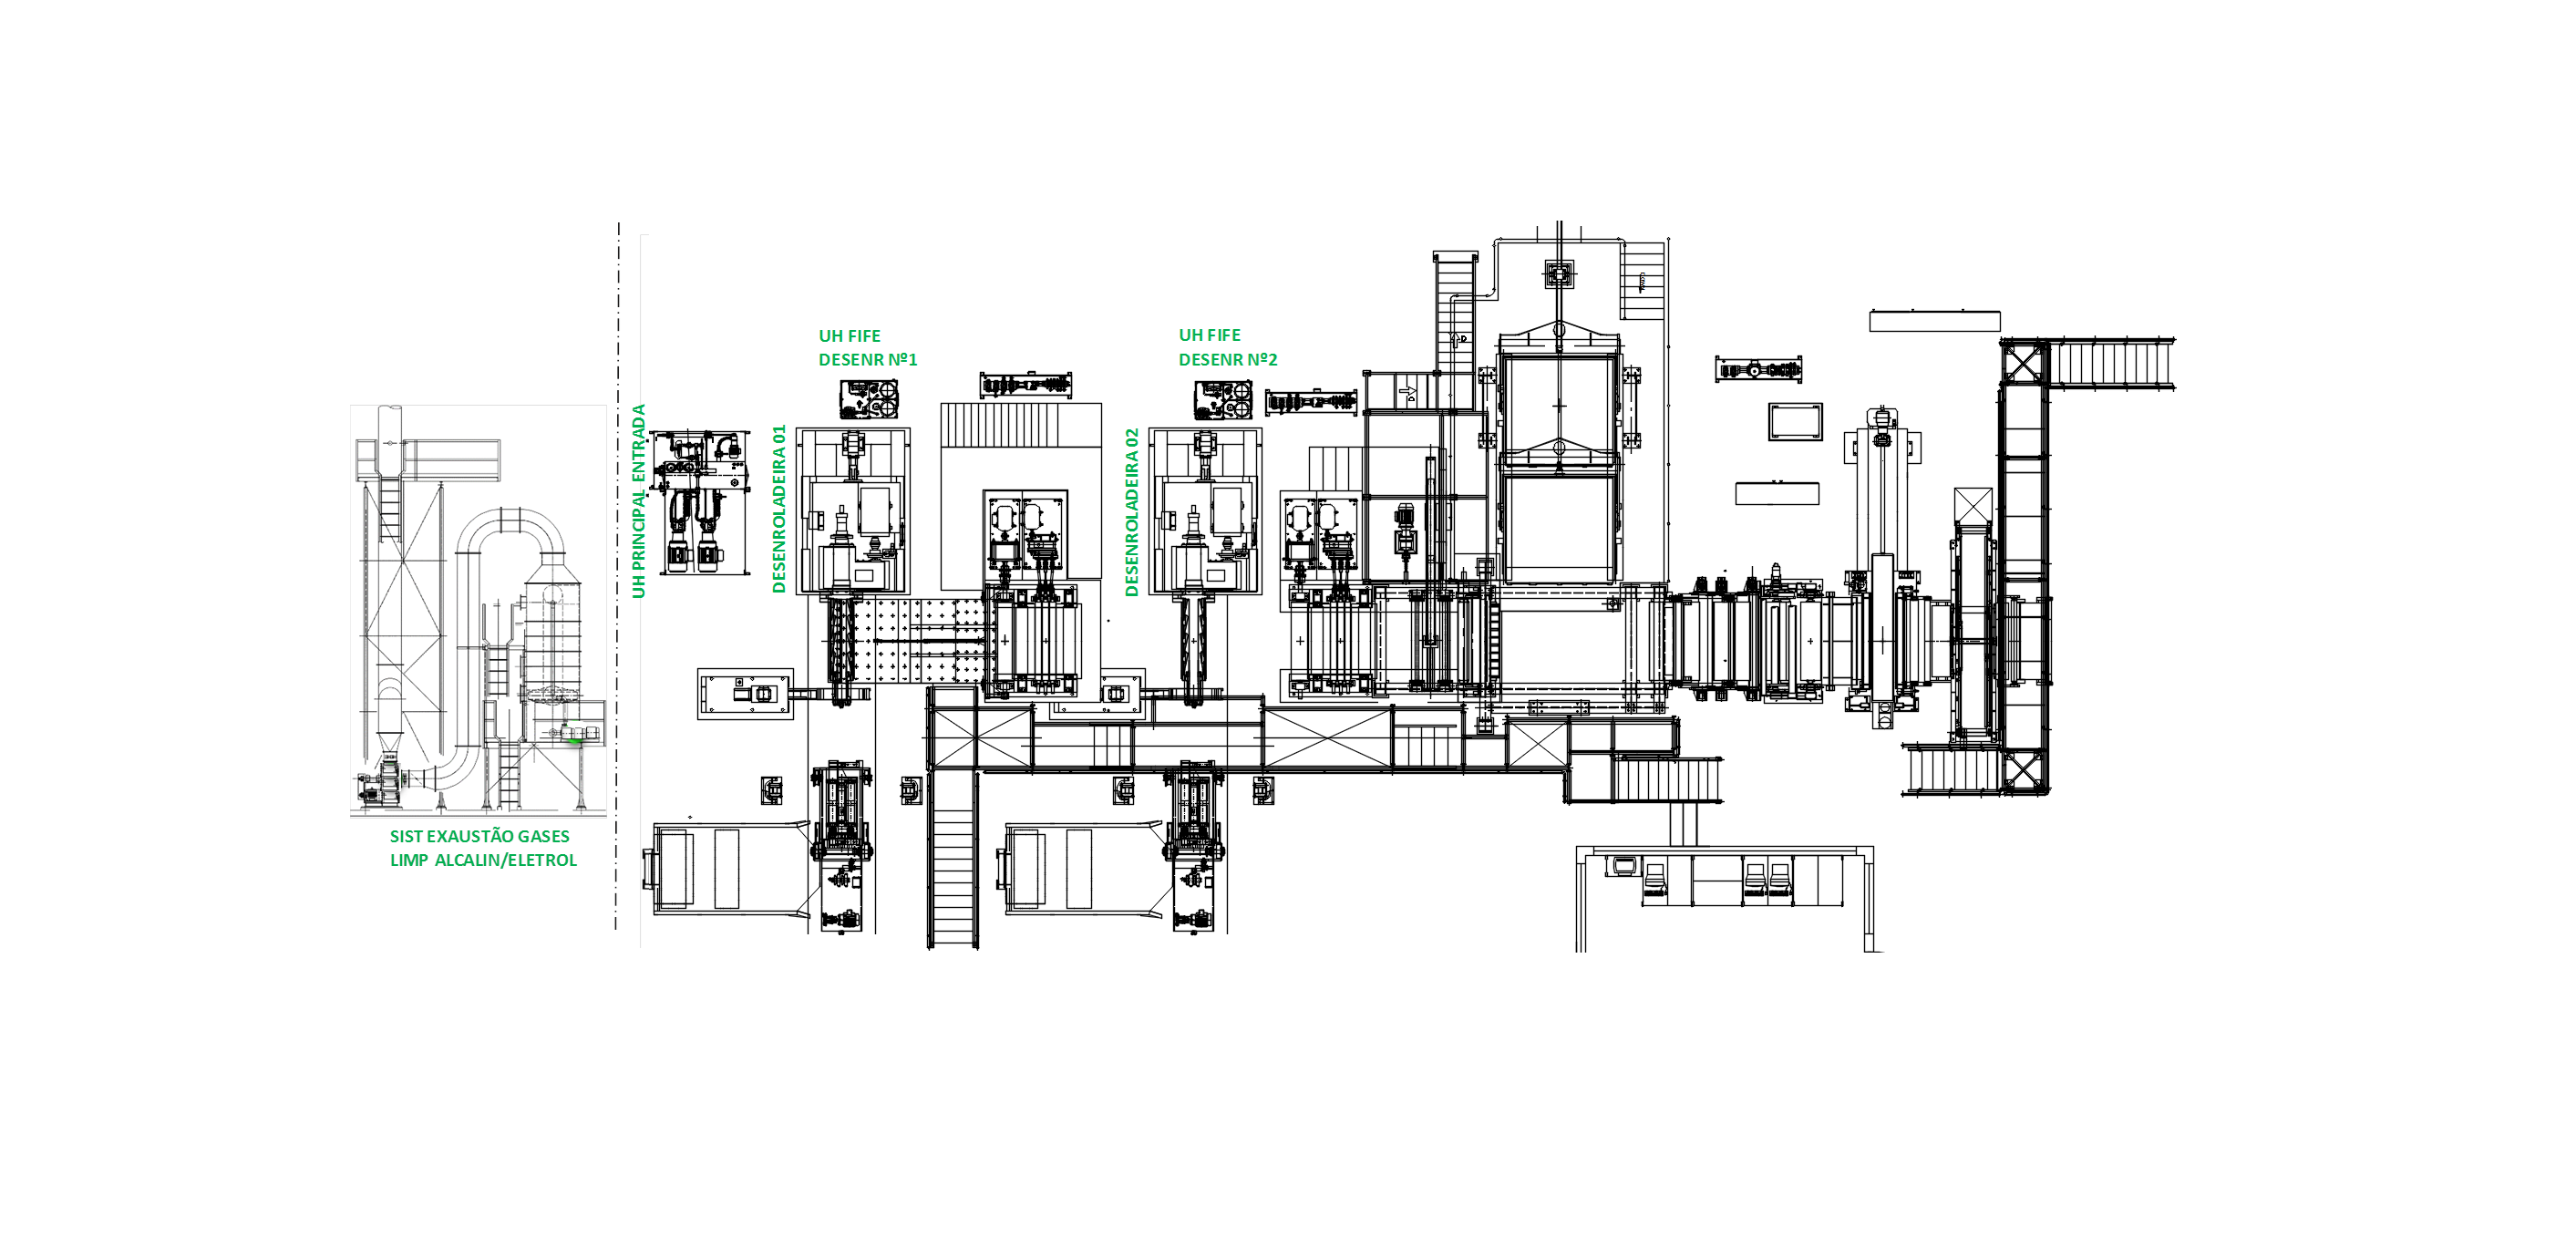 UH FIFE
DESENR Nº1
UH FIFE
DESENR Nº2
UH PRINCIPAL ENTRADA
DESENROLADEIRA 01
DESENROLADEIRA 02
SIST EXAUSTÃO GASES
LIMP ALCALIN/ELETROL